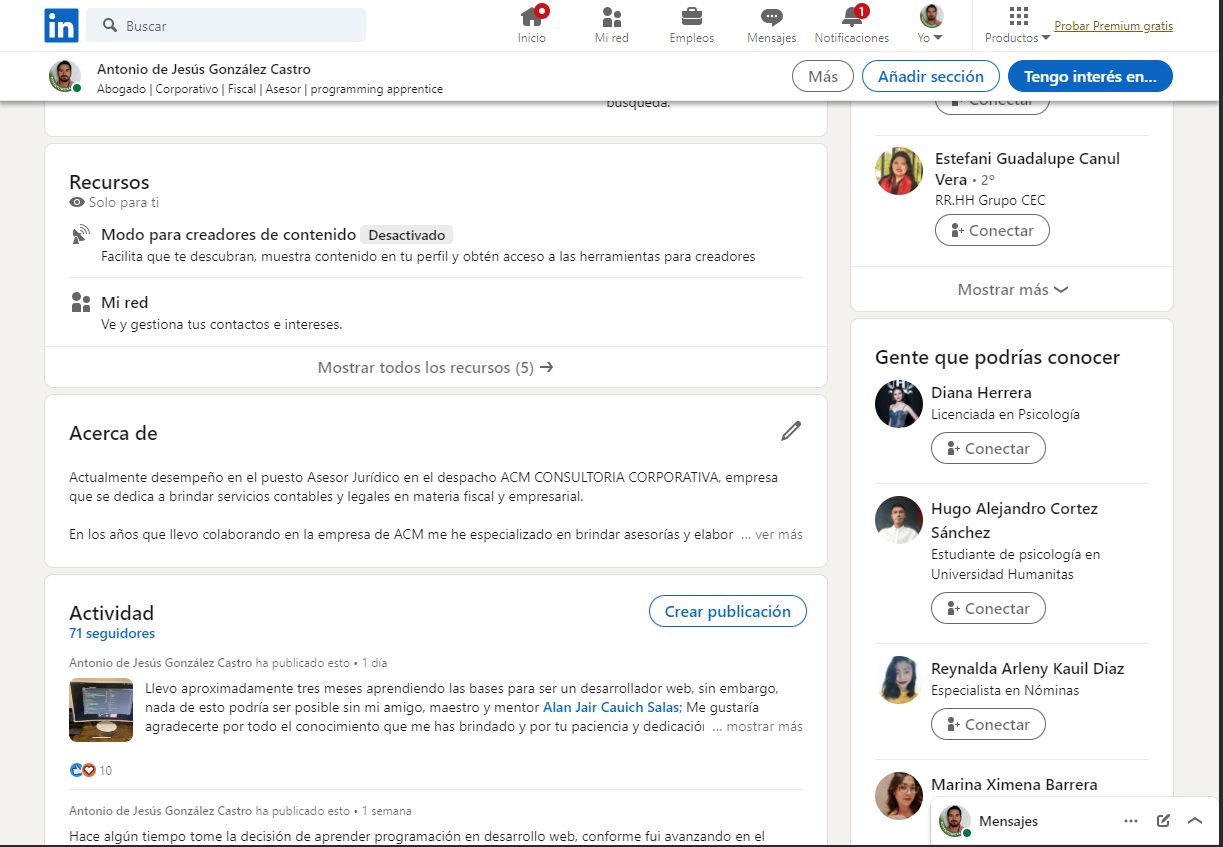 in
Buscar
Inicio
Mi red
Empleos
Mensajes
1
Notificaciones
Yo
Productos
Probar Premium gratis
Antonio de Jesús González Castro
Abogado | Corporativo | Fiscal | Asesor | programming apprentice
Más
Añadir sección
Tengo interés en...
búsqueda.
Recursos
Solo para ti
Modo para creadores de contenido Desactivado
Facilita que te descubran, muestra contenido en tu perfil y obtén acceso a las herramientas para creadores
Mi red
Ve y gestiona tus contactos e intereses.
Mostrar todos los recursos (5) →
Acerca de
Actualmente desempeño en el puesto Asesor Jurídico en el despacho ACM CONSULTORIA CORPORATIVA, empresa
que se dedica a brindar servicios contables y legales en materia fiscal y empresarial.
En los años que llevo colaborando en la empresa de ACM me he especializado en brindar asesorías y elabor ... ver más
Actividad
71 seguidores
Crear publicación
Antonio de Jesús González Castro ha publicado esto • 1 día
Llevo aproximadamente tres meses aprendiendo las bases para ser un desarrollador web, sin embargo,
nada de esto podría ser posible sin mi amigo, maestro y mentor Alan Jair Cauich Salas; Me gustaría
agradecerte por todo el conocimiento que me has brindado y por tu paciencia y dedicació ... mostrar más
10
Antonio de Jesús González Castro ha publicado esto • 1 semana
Hace algún tiempo tome la decisión de aprender programación en desarrollo web, conforme fui avanzando en el
Conectar
Estefani Guadalupe Canul
Vera • 2º
RR.HH Grupo CEC
Conectar
Mostrar más
Gente que podrías conocer
Diana Herrera
Licenciada en Psicología
Conectar
Hugo Alejandro Cortez
Sánchez
Estudiante de psicología en
Universidad Humanitas
Conectar
Reynalda Arleny Kauil Diaz
Especialista en Nóminas
Conectar
Marina Ximena Barrera
Mensajes